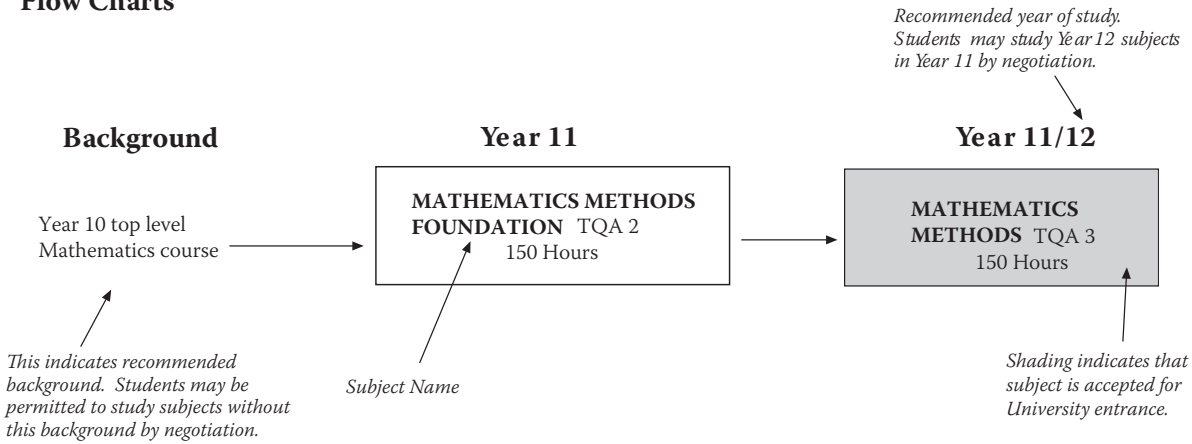 Flow Charts
Recommended year of study.
Students may study Year 12 subjects
in Year 11 by negotiation.
Background
Year 11
Year 11/12
Year 10 top level
Mathematics course
MATHEMATICS METHODS
FOUNDATION TQA 2
150 Hours
MATHEMATICS
METHODS TQA 3
150 Hours
This indicates recommended
background. Students may be
permitted to study subjects without
this background by negotiation.
Subject Name
Shading indicates that
subject is accepted for
University entrance.